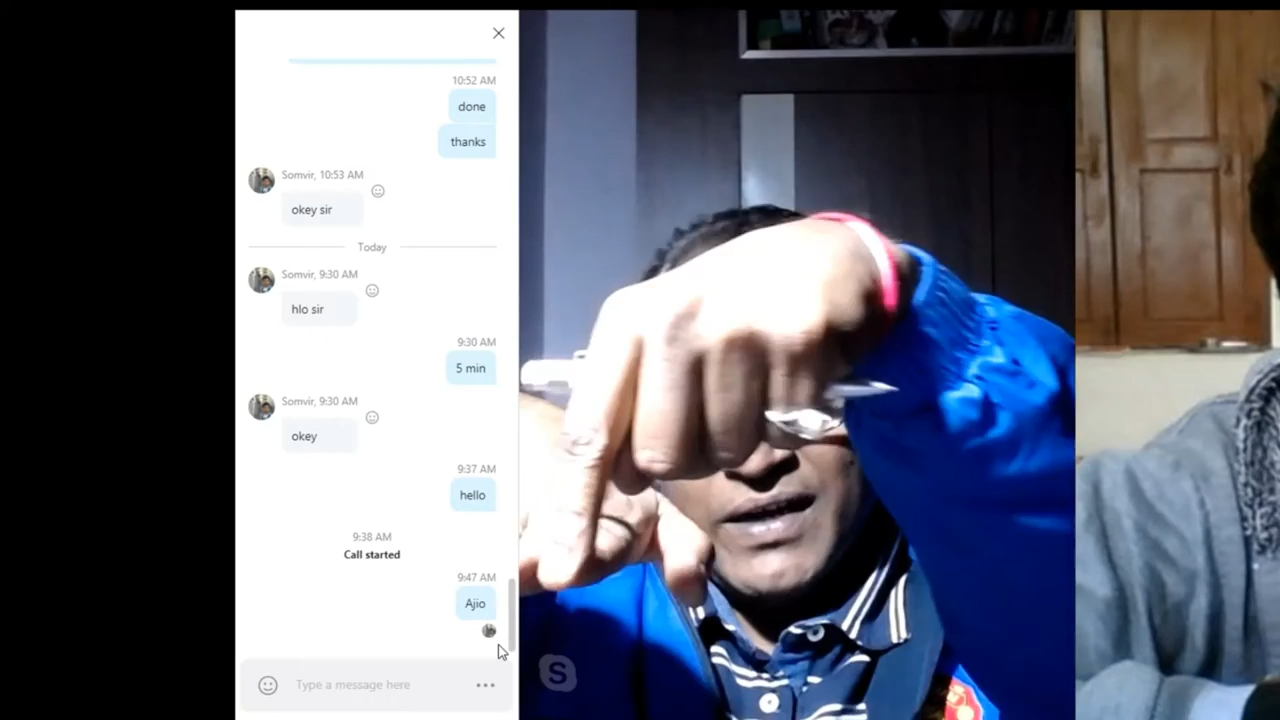 10:52 AM
done
thanks
Somvir, 10:53 AM
okey sir
Today
Somvir, 9:30 AM
hlo sir
9:30 AM
5 min
Somvir, 9:30 AM
okey
9:37 AM
hello
9:38 AM
Call started
9:47 AM
Ajio
Type a message here
S